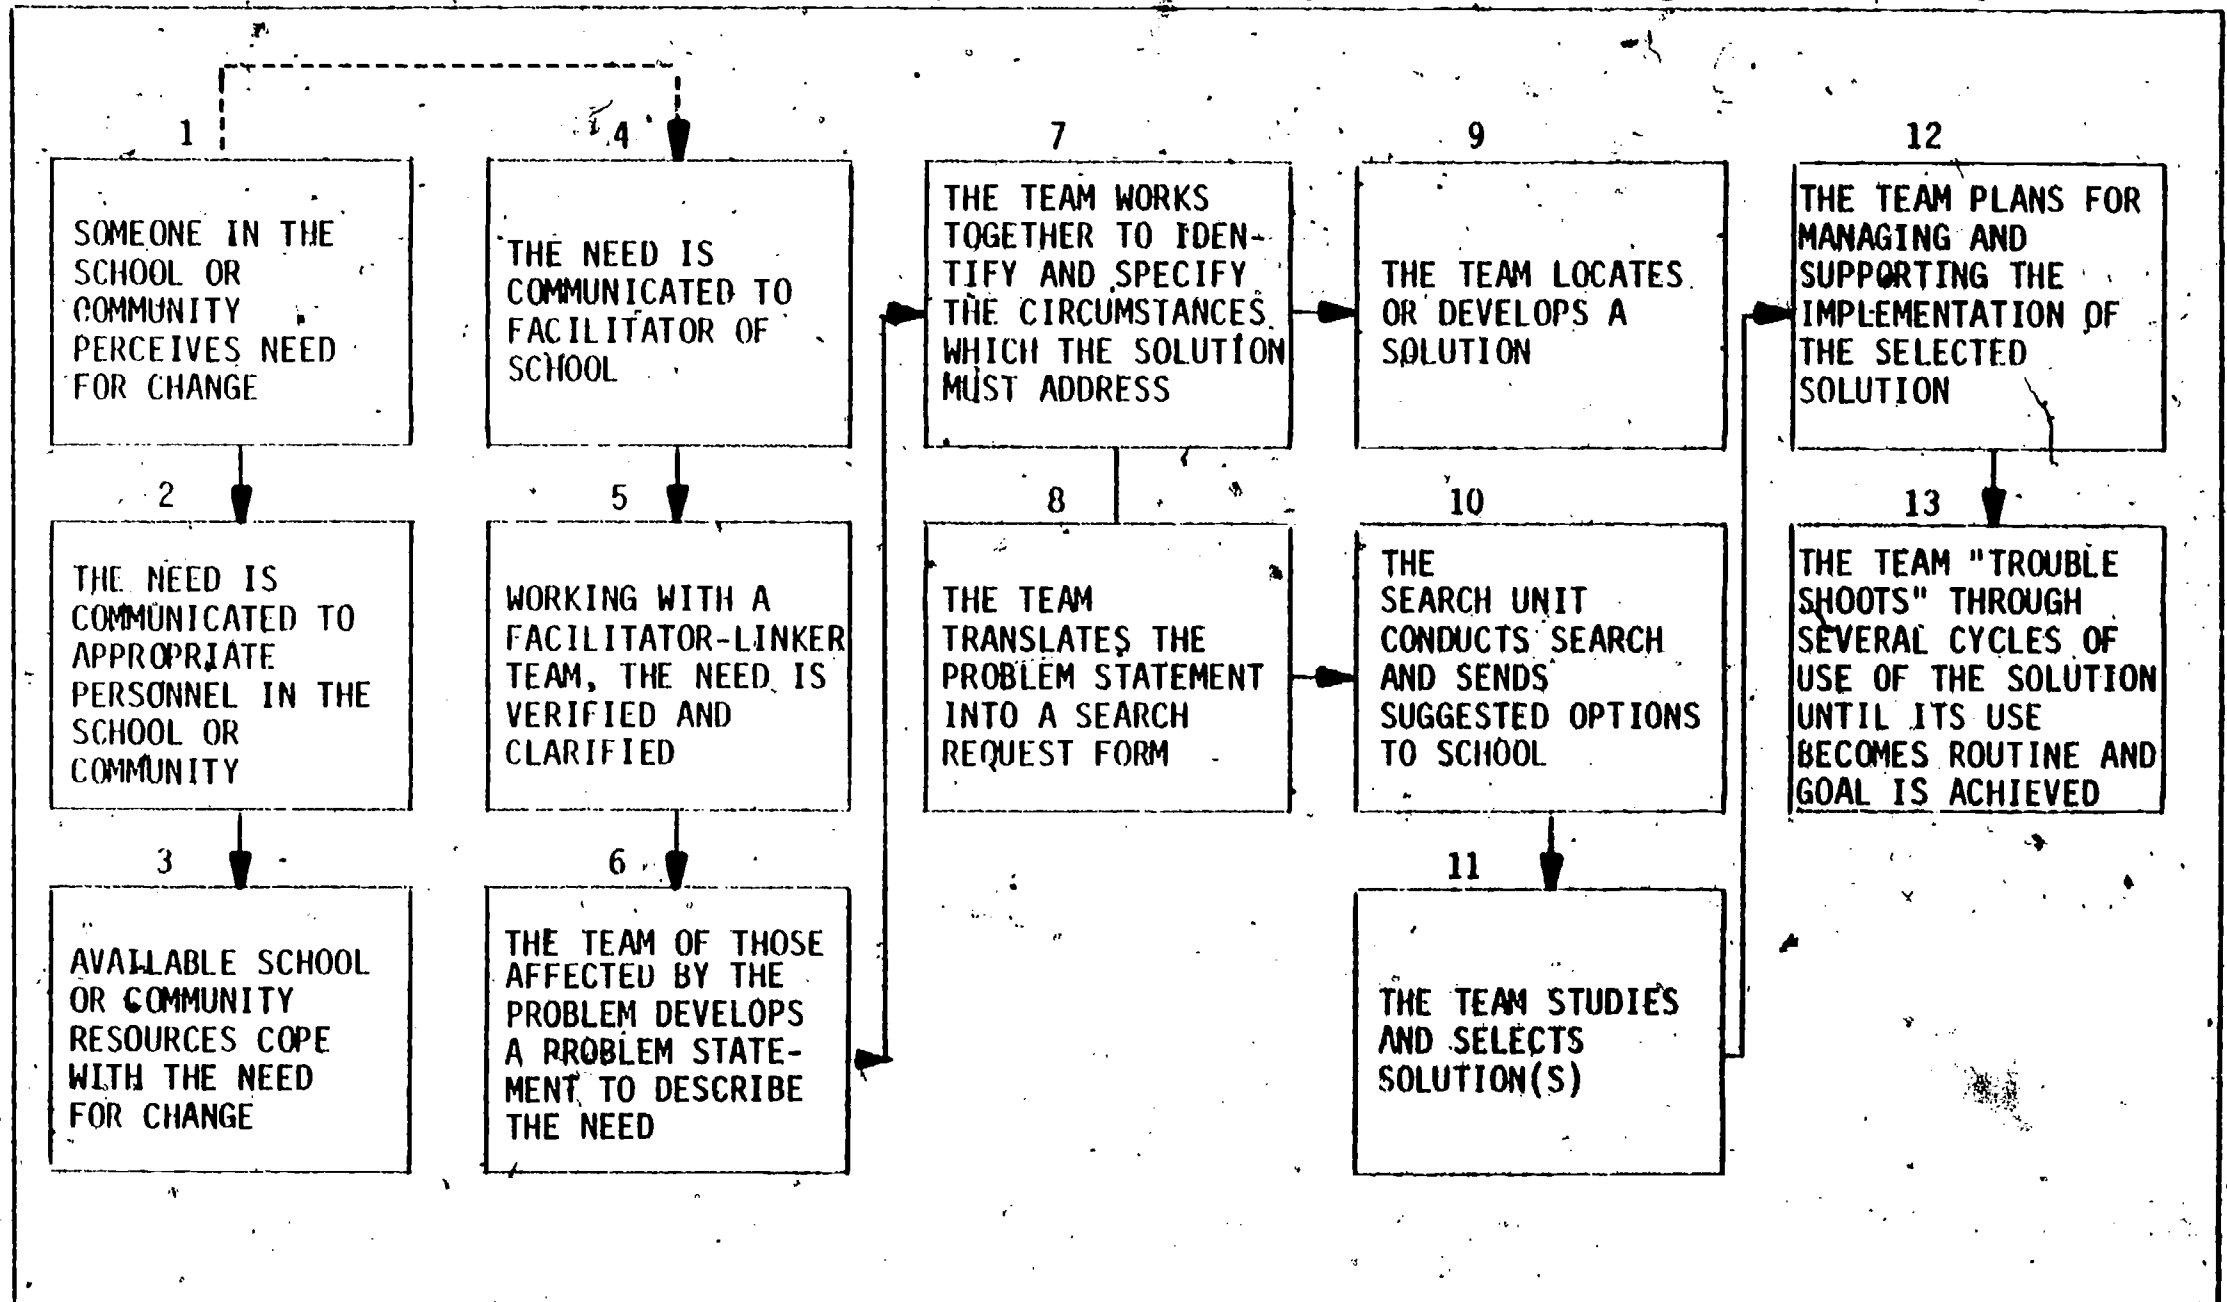 1
SOMEONE IN THE
SCHOOL OR
COMMUNITY
PERCEIVES NEED
FOR CHANGE
2
THE NEED IS
COMMUNICATED TO
APPROPRIATE
PERSONNEL IN THE
SCHOOL OR
COMMUNITY
3
AVAILABLE SCHOOL
OR COMMUNITY
RESOURCES COPE
WITH THE NEED
FOR CHANGE
4
THE NEED IS
COMMUNICATED TO
FACILITATOR OF
SCHOOL
5
WORKING WITH A
FACILITATOR-LINKER
TEAM, THE NEED IS
VERIFIED AND
CLARIFIED
6
THE TEAM OF THOSE
AFFECTED BY THE
PROBLEM DEVELOPS
A PROBLEM STATE-
MENT TO DESCRIBE
THE NEED
7
THE TEAM WORKS
TOGETHER TO IDEN-
TIFY AND SPECIFY
THE CIRCUMSTANCES
WHICH THE SOLUTION
MUST ADDRESS
8
THE TEAM
TRANSLATES THE
PROBLEM STATEMENT
INTO A SEARCH
REQUEST FORM
9
THE TEAM LOCATES
OR DEVELOPS A
SOLUTION
10
THE
SEARCH UNIT
CONDUCTS SEARCH
AND SENDS
SUGGESTED OPTIONS
TO SCHOOL
11
THE TEAM STUDIES
AND SELECTS
SOLUTION(S)
12
THE TEAM PLANS FOR
MANAGING AND
SUPPORTING THE
IMPLEMENTATION OF
THE SELECTED
SOLUTION
13
THE TEAM "TROUBLE
SHOOTS" THROUGH
SEVERAL CYCLES OF
USE OF THE SOLUTION
UNTIL ITS USE
BECOMES ROUTINE AND
GOAL IS ACHIEVED